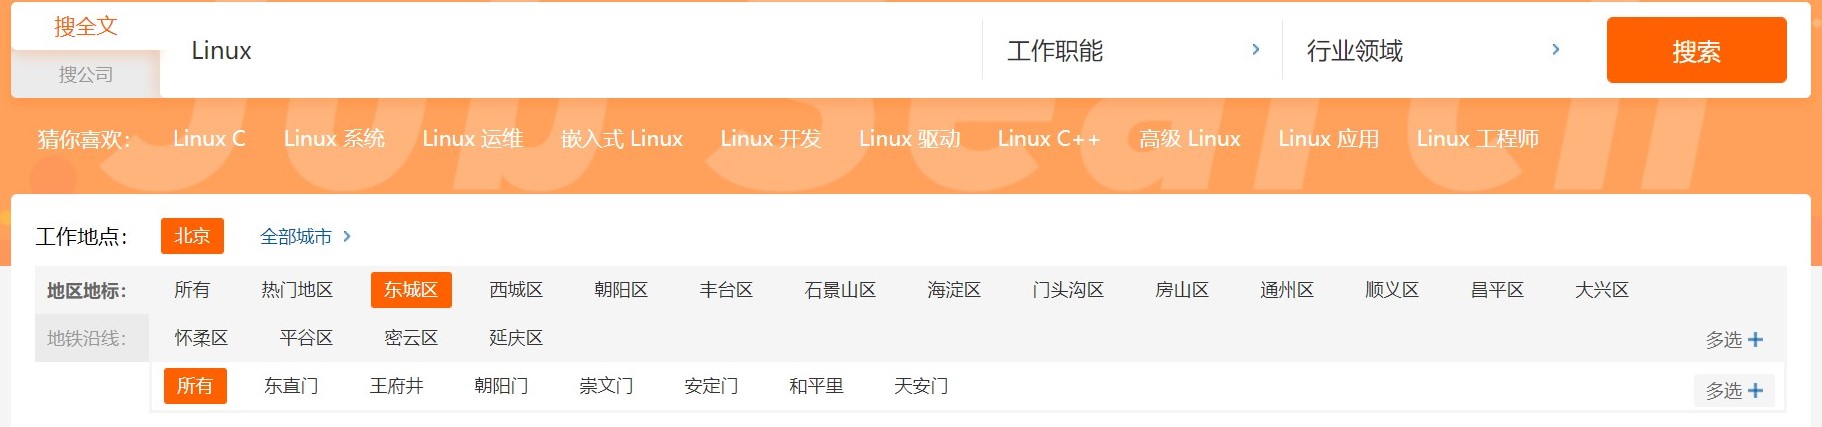 搜全文
搜公司
Linux 工作职能 行业领域 搜索
Job Search
猜你喜欢： Linux C Linux 系统 Linux 运维 嵌入式 Linux Linux 开发 Linux 驱动 Linux C++ 高级 Linux Linux 应用 Linux 工程师
工作地点： 北京 全部城市
地区地标： 所有 热门地区 东城区 西城区 朝阳区 丰台区 石景山区 海淀区 门头沟区 房山区 通州区 顺义区 昌平区 大兴区
地铁沿线： 怀柔区 平谷区 密云区 延庆区 多选 +
所有 东直门 王府井 朝阳门 崇文门 安定门 和平里 天安门 多选 +